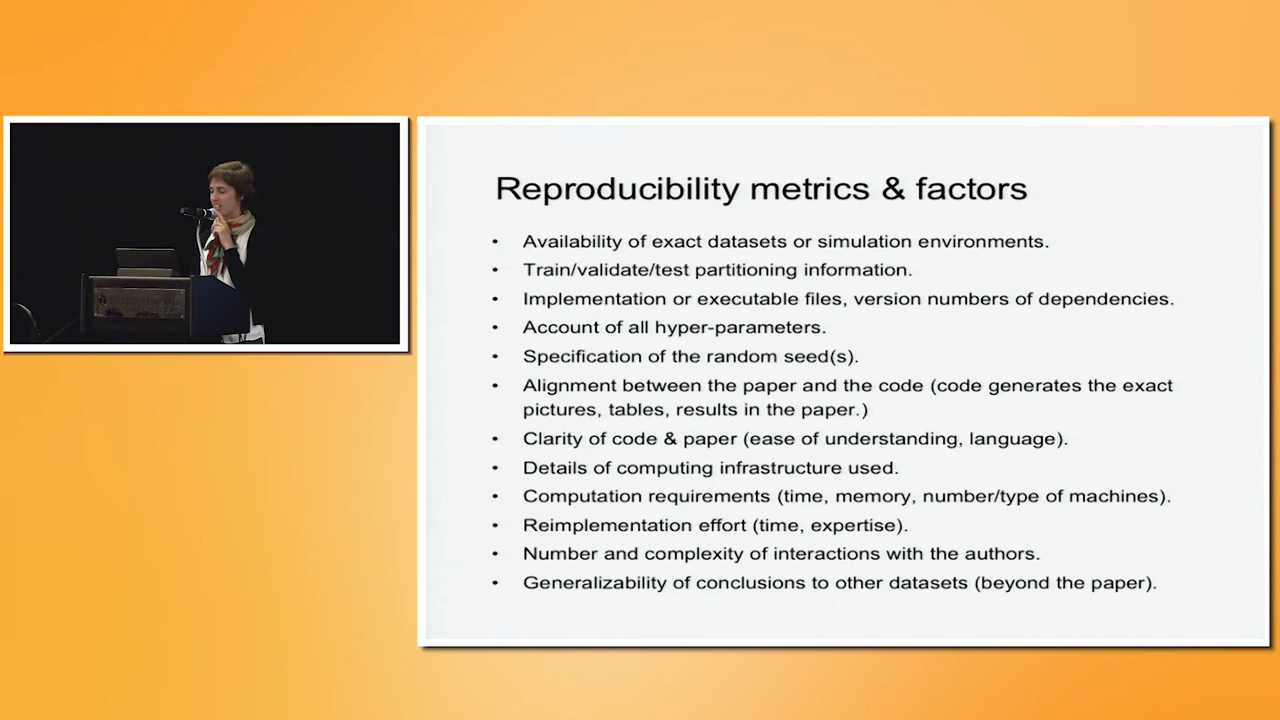 Reproducibility metrics & factors
• Availability of exact datasets or simulation environments.
• Train/validate/test partitioning information.
• Implementation or executable files, version numbers of dependencies.
• Account of all hyper-parameters.
• Specification of the random seed(s).
• Alignment between the paper and the code (code generates the exact
pictures, tables, results in the paper.)
• Clarity of code & paper (ease of understanding, language).
• Details of computing infrastructure used.
• Computation requirements (time, memory, number/type of machines).
• Reimplementation effort (time, expertise).
• Number and complexity of interactions with the authors.
• Generalizability of conclusions to other datasets (beyond the paper).